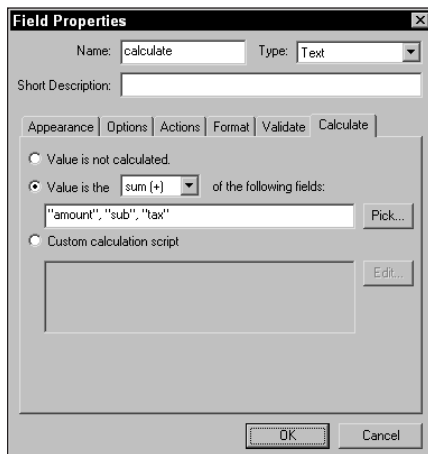 Field Properties
Name: calculate Type: Text
Short Description:
Appearance Options Actions Format Validate Calculate
Value is not calculated.
Value is the sum (+) of the following fields:
"amount", "sub", "tax" Pick...
Custom calculation script
Edit...
OK Cancel